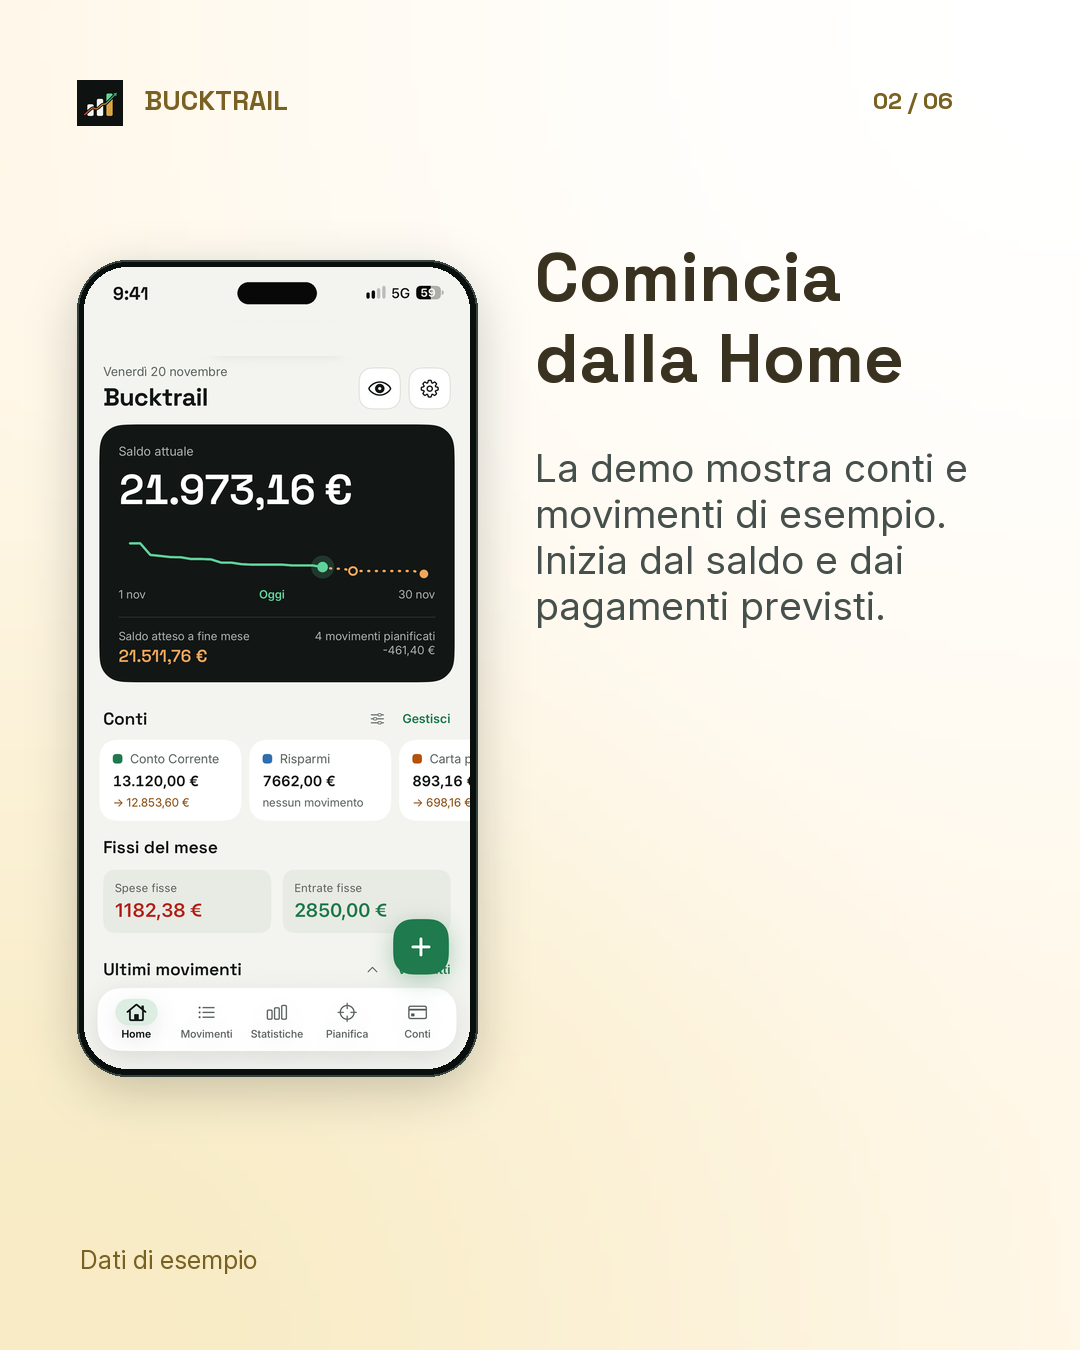 BUCKTRAIL
02 / 06
Comincia
dalla Home
La demo mostra conti e
movimenti di esempio.
Inizia dal saldo e dai
pagamenti previsti.
9:41
5G
59
Venerdì 20 novembre
Bucktrail
Saldo attuale
21.973,16 €
1 nov
Oggi
30 nov
Saldo atteso a fine mese
4 movimenti pianificati
21.511,76 €
-461,40 €
Conti
Gestisci
Conto Corrente
13.120,00 €
→ 12.853,60 €
Risparmi
7662,00 €
nessun movimento
Carta
893,16
→ 698,16 €
Fissi del mese
Spese fisse
1182,38 €
Entrate fisse
2850,00 €
Ultimi movimenti
Home
Movimenti
Statistiche
Pianifica
Conti
Dati di esempio